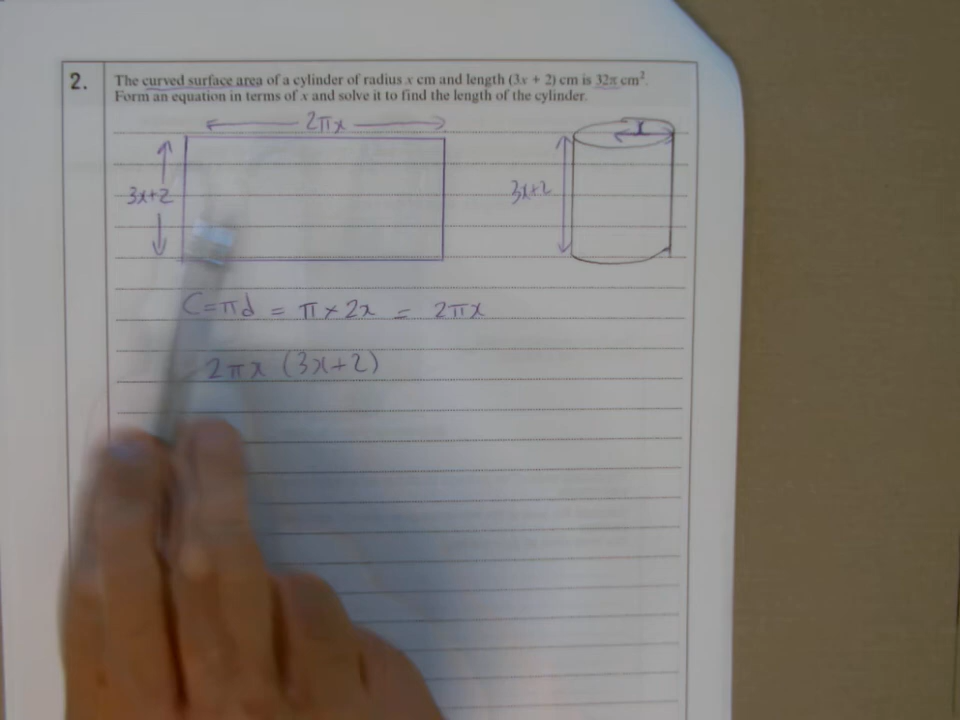 2. The curved surface area of a cylinder of radius x cm and length (3x + 2) cm is 32π cm².
Form an equation in terms of x and solve it to find the length of the cylinder.
2πx
x
3x+2
3x+2
C=πd = π×2x = 2πx
2πx (3x+2)